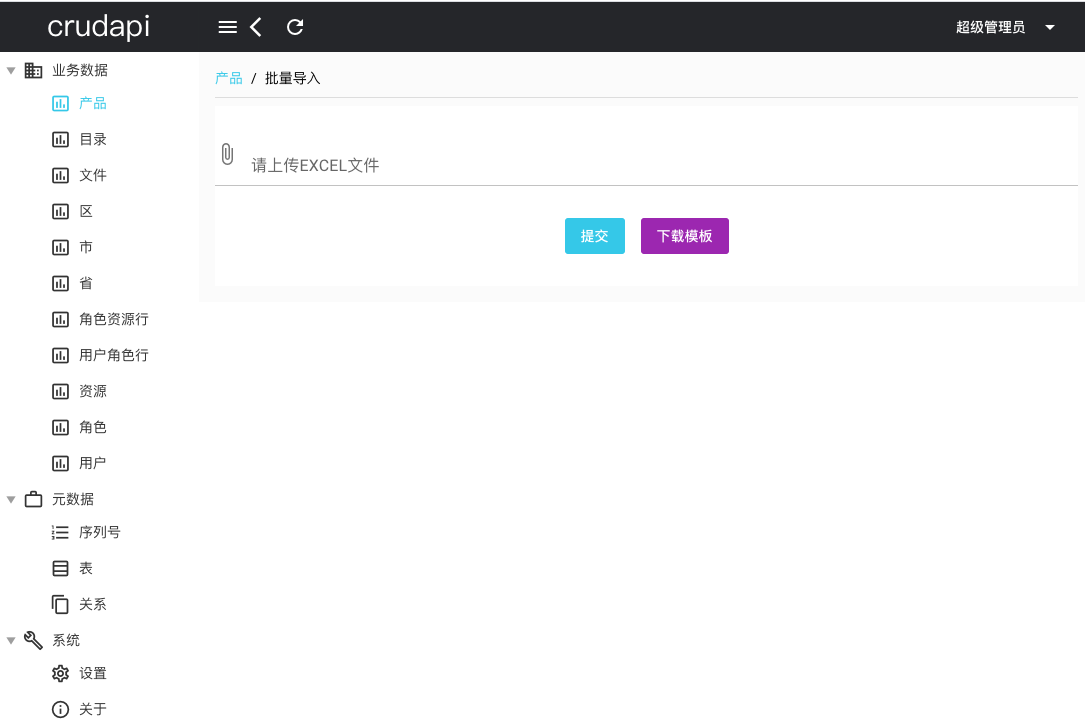 crudapi
超级管理员
业务数据
产品
目录
文件
区
市
省
角色资源行
用户角色行
资源
角色
用户
元数据
序列号
表
关系
系统
设置
关于
产品 / 批量导入
请上传EXCEL文件
提交
下载模板